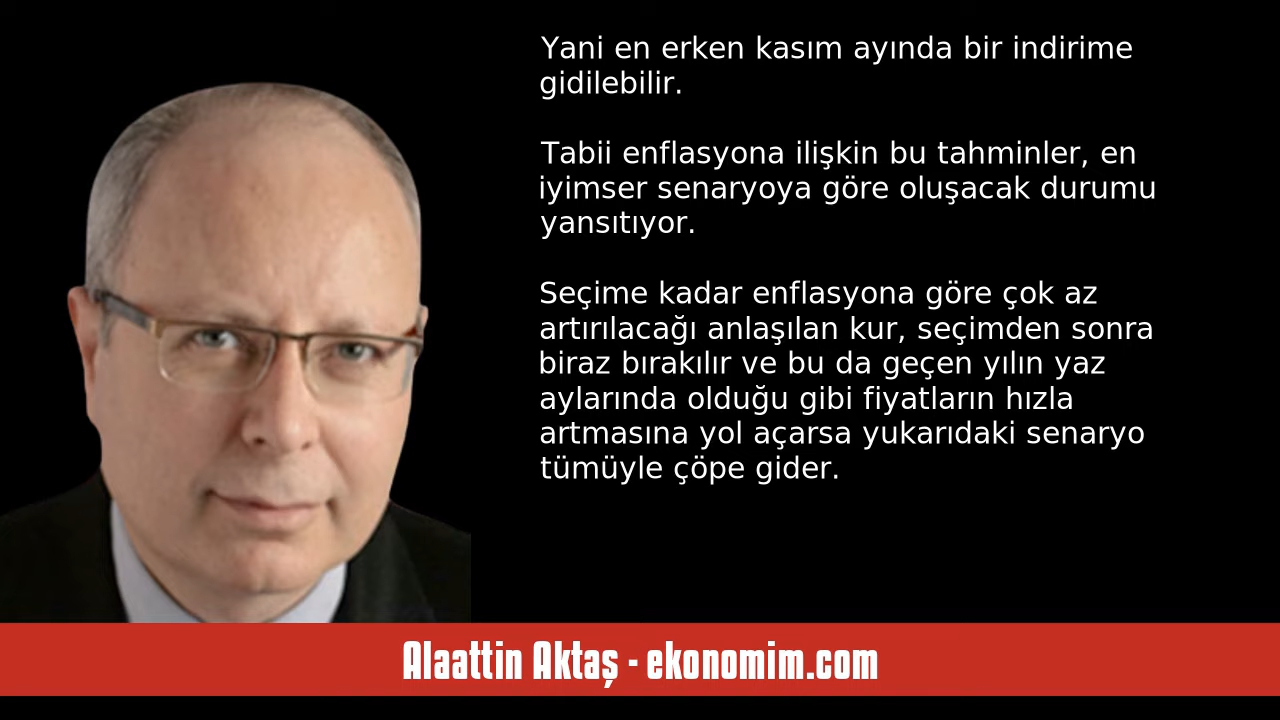 Yani en erken kasım ayında bir indirime
gidilebilir.
Tabii enflasyona ilişkin bu tahminler, en
iyimser senaryoya göre oluşacak durumu
yansıtıyor.
Seçime kadar enflasyona göre çok az
artırılacağı anlaşılan kur, seçimden sonra
biraz bırakılır ve bu da geçen yılın yaz
aylarında olduğu gibi fiyatların hızla
artmasına yol açarsa yukarıdaki senaryo
tümüyle çöpe gider.
Alaattin Aktaş - ekonomim.com